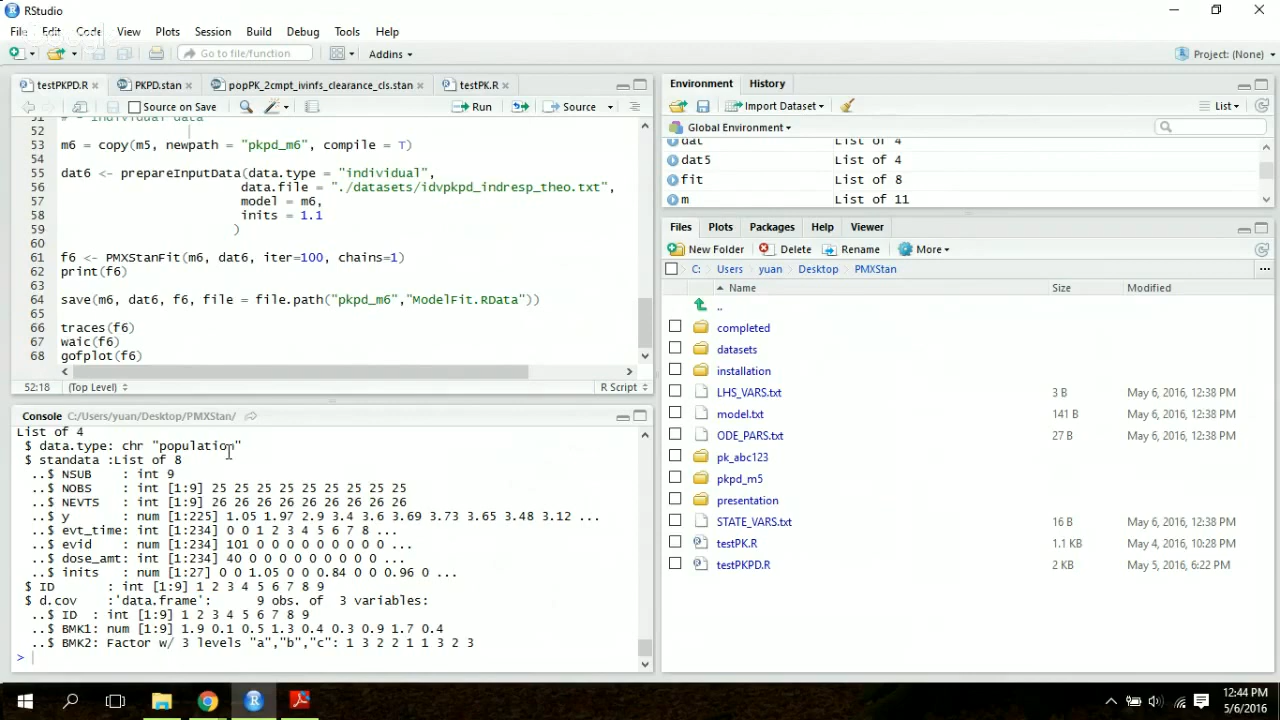 RStudio
File Edit Code View Plots Session Build Debug Tools Help
Go to file/function Addins Project: (None)
testPKPD.R PKPD.stan popPK_2cmpt_ivinfs_clearance_cls.stan testPK.R
Source on Save Run Source
51 # - individual data
52
53 m6 = copy(m5, newpath = "pkpd_m6", compile = T)
54
55 dat6 <- prepareInputData(data.type = "individual",
56 data.file = "./datasets/idvpkpd_indresp_theo.txt",
57 model = m6,
58 inits = 1.1
59 )
60
61 f6 <- PMXStanFit(m6, dat6, iter=100, chains=1)
62 print(f6)
63
64 save(m6, dat6, f6, file = file.path("pkpd_m6","ModelFit.RData"))
65
66 traces(f6)
67 waic(f6)
68 gofplot(f6)
52:18 (Top Level) R Script
Console C:/Users/yuan/Desktop/PMXStan/
List of 4
$ data.type: chr "population"
$ standata :List of 8
..$ NSUB : int 9
..$ NOBS : int [1:9] 25 25 25 25 25 25 25 25 25
..$ NEVTS : int [1:9] 26 26 26 26 26 26 26 26 26
..$ y : num [1:225] 1.05 1.97 2.9 3.4 3.6 3.69 3.73 3.65 3.48 3.12 ...
..$ evt_time: int [1:234] 0 0 1 2 3 4 5 6 7 8 ...
..$ evid : num [1:234] 101 0 0 0 0 0 0 0 0 0 ...
..$ dose_amt: int [1:234] 40 0 0 0 0 0 0 0 0 0 ...
..$ inits : num [1:27] 0 0 1.05 0 0 0.84 0 0 0.96 0 ...
$ ID : int [1:9] 1 2 3 4 5 6 7 8 9
$ d.cov :'data.frame': 9 obs. of 3 variables:
..$ ID : int [1:9] 1 2 3 4 5 6 7 8 9
..$ BMK1: num [1:9] 1.9 0.1 0.5 1.3 0.4 0.3 0.9 1.7 0.4
..$ BMK2: Factor w/ 3 levels "a","b","c": 1 3 2 2 1 1 3 2 3
>
Environment History
Import Dataset List
Global Environment
dat List of 4
dat5 List of 4
fit List of 8
m List of 11
Files Plots Packages Help Viewer
New Folder Delete Rename More
C: Users yuan Desktop PMXStan ...
Name Size Modified
..
completed
datasets
installation
LHS_VARS.txt 3 B May 6, 2016, 12:38 PM
model.txt 141 B May 6, 2016, 12:38 PM
ODE_PARS.txt 27 B May 6, 2016, 12:38 PM
pk_abc123
pkpd_m5
presentation
STATE_VARS.txt 16 B May 6, 2016, 12:38 PM
testPK.R 1.1 KB May 4, 2016, 10:28 PM
testPKPD.R 2 KB May 5, 2016, 6:22 PM
12:44 PM
5/6/2016